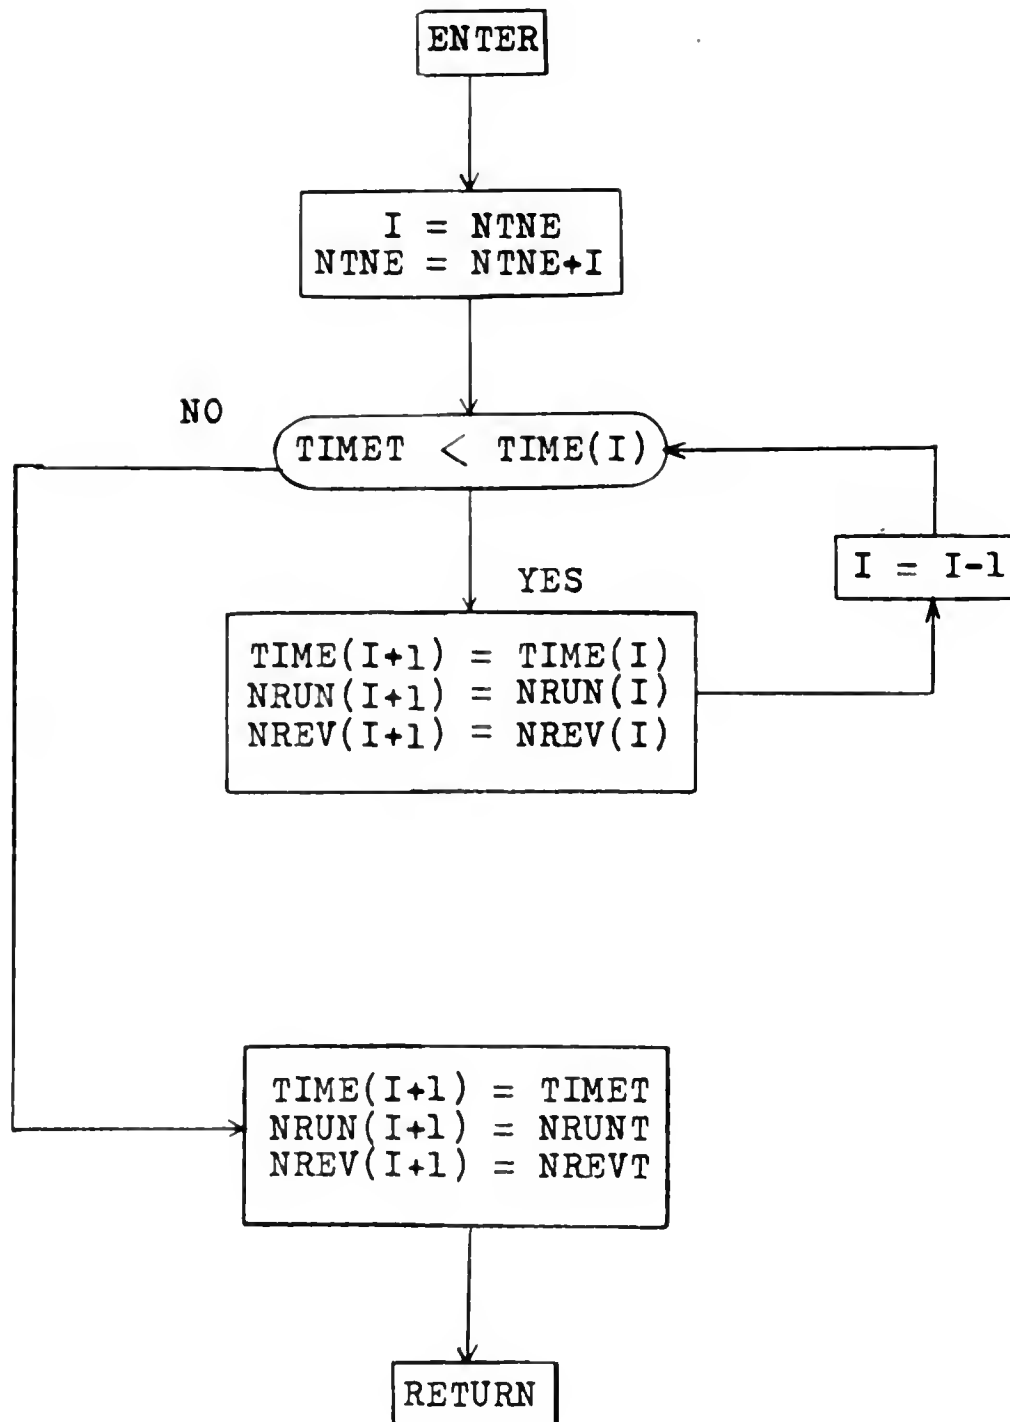 ENTER
I = NTNE
NTNE = NTNE+I
NO
TIMET < TIME(I)
I = I-1
YES
TIME(I+1) = TIME(I)
NRUN(I+1) = NRUN(I)
NREV(I+1) = NREV(I)
TIME(I+1) = TIMET
NRUN(I+1) = NRUNT
NREV(I+1) = NREVT
RETURN